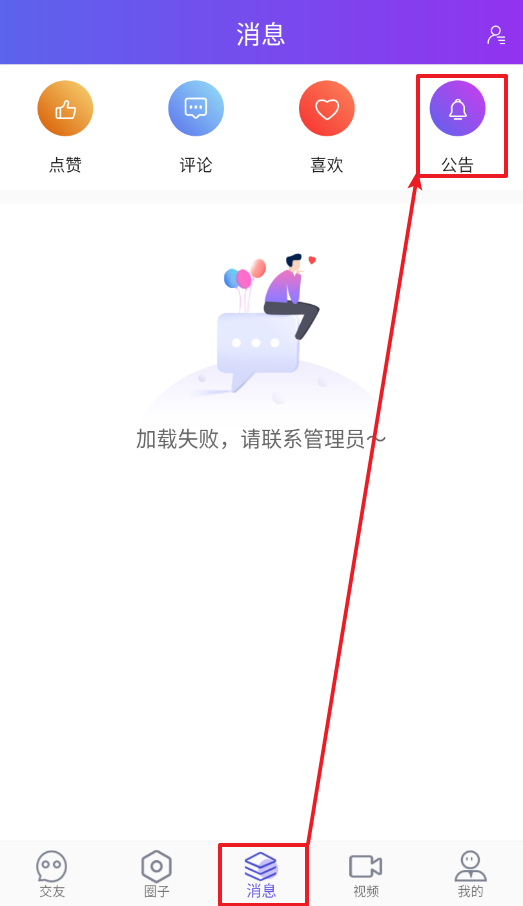 消息
点赞 评论 喜欢 公告
加载失败，请联系管理员～
交友 圈子 消息 视频 我的